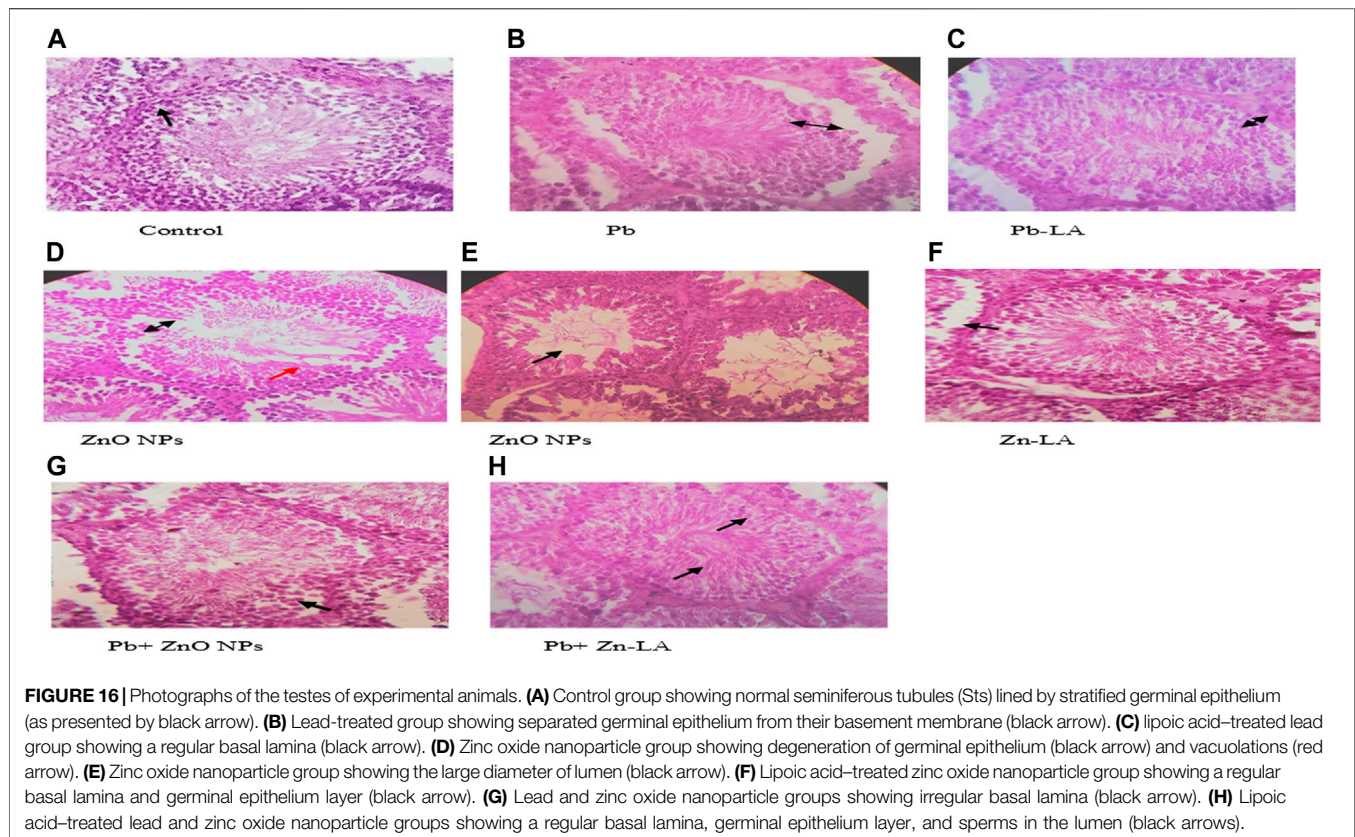 A
B
C
Control
Pb
Pb-LA
D
E
F
ZnO NPs
ZnO NPs
Zn-LA
G
H
Pb+ ZnO NPs
Pb+ Zn-LA
FIGURE 16 | Photographs of the testes of experimental animals. (A) Control group showing normal seminiferous tubules (Sts) lined by stratified germinal epithelium
(as presented by black arrow). (B) Lead-treated group showing separated germinal epithelium from their basement membrane (black arrow). (C) lipoic acid–treated lead
group showing a regular basal lamina (black arrow). (D) Zinc oxide nanoparticle group showing degeneration of germinal epithelium (black arrow) and vacuolations (red
arrow). (E) Zinc oxide nanoparticle group showing the large diameter of lumen (black arrow). (F) Lipoic acid–treated zinc oxide nanoparticle group showing a regular
basal lamina and germinal epithelium layer (black arrow). (G) Lead and zinc oxide nanoparticle groups showing irregular basal lamina (black arrow). (H) Lipoic
acid–treated lead and zinc oxide nanoparticle groups showing a regular basal lamina, germinal epithelium layer, and sperms in the lumen (black arrows).